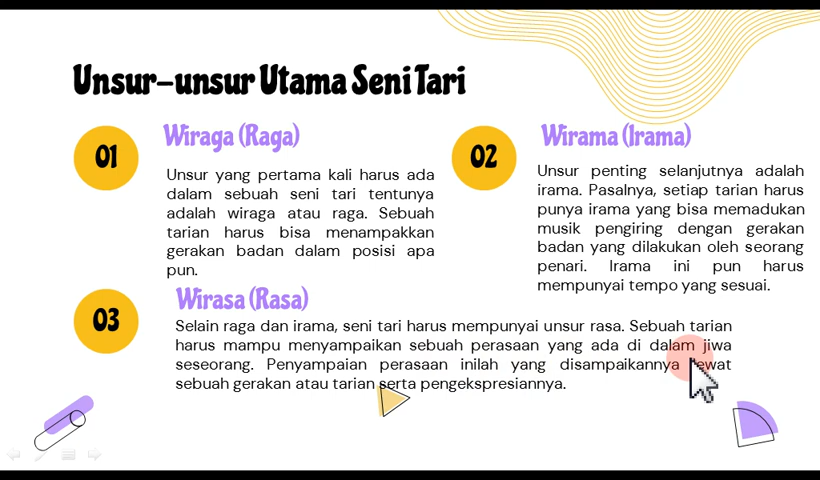 Unsur-unsur Utama Seni Tari
01
Wiraga (Raga)
Unsur yang pertama kali harus ada
dalam sebuah seni tari tentunya
adalah wiraga atau raga. Sebuah
tarian harus bisa menampakkan
gerakan badan dalam posisi apa
pun.
02
Wirama (Irama)
Unsur penting selanjutnya adalah
irama. Pasalnya, setiap tarian harus
punya irama yang bisa memadukan
musik pengiring dengan gerakan
badan yang dilakukan oleh seorang
penari. Irama ini pun harus
mempunyai tempo yang sesuai.
03
Wirasa (Rasa)
Selain raga dan irama, seni tari harus mempunyai unsur rasa. Sebuah tarian
harus mampu menyampaikan sebuah perasaan yang ada di dalam jiwa
seseorang. Penyampaian perasaan inilah yang disampaikannya lewat
sebuah gerakan atau tarian serta pengekspresiannya.